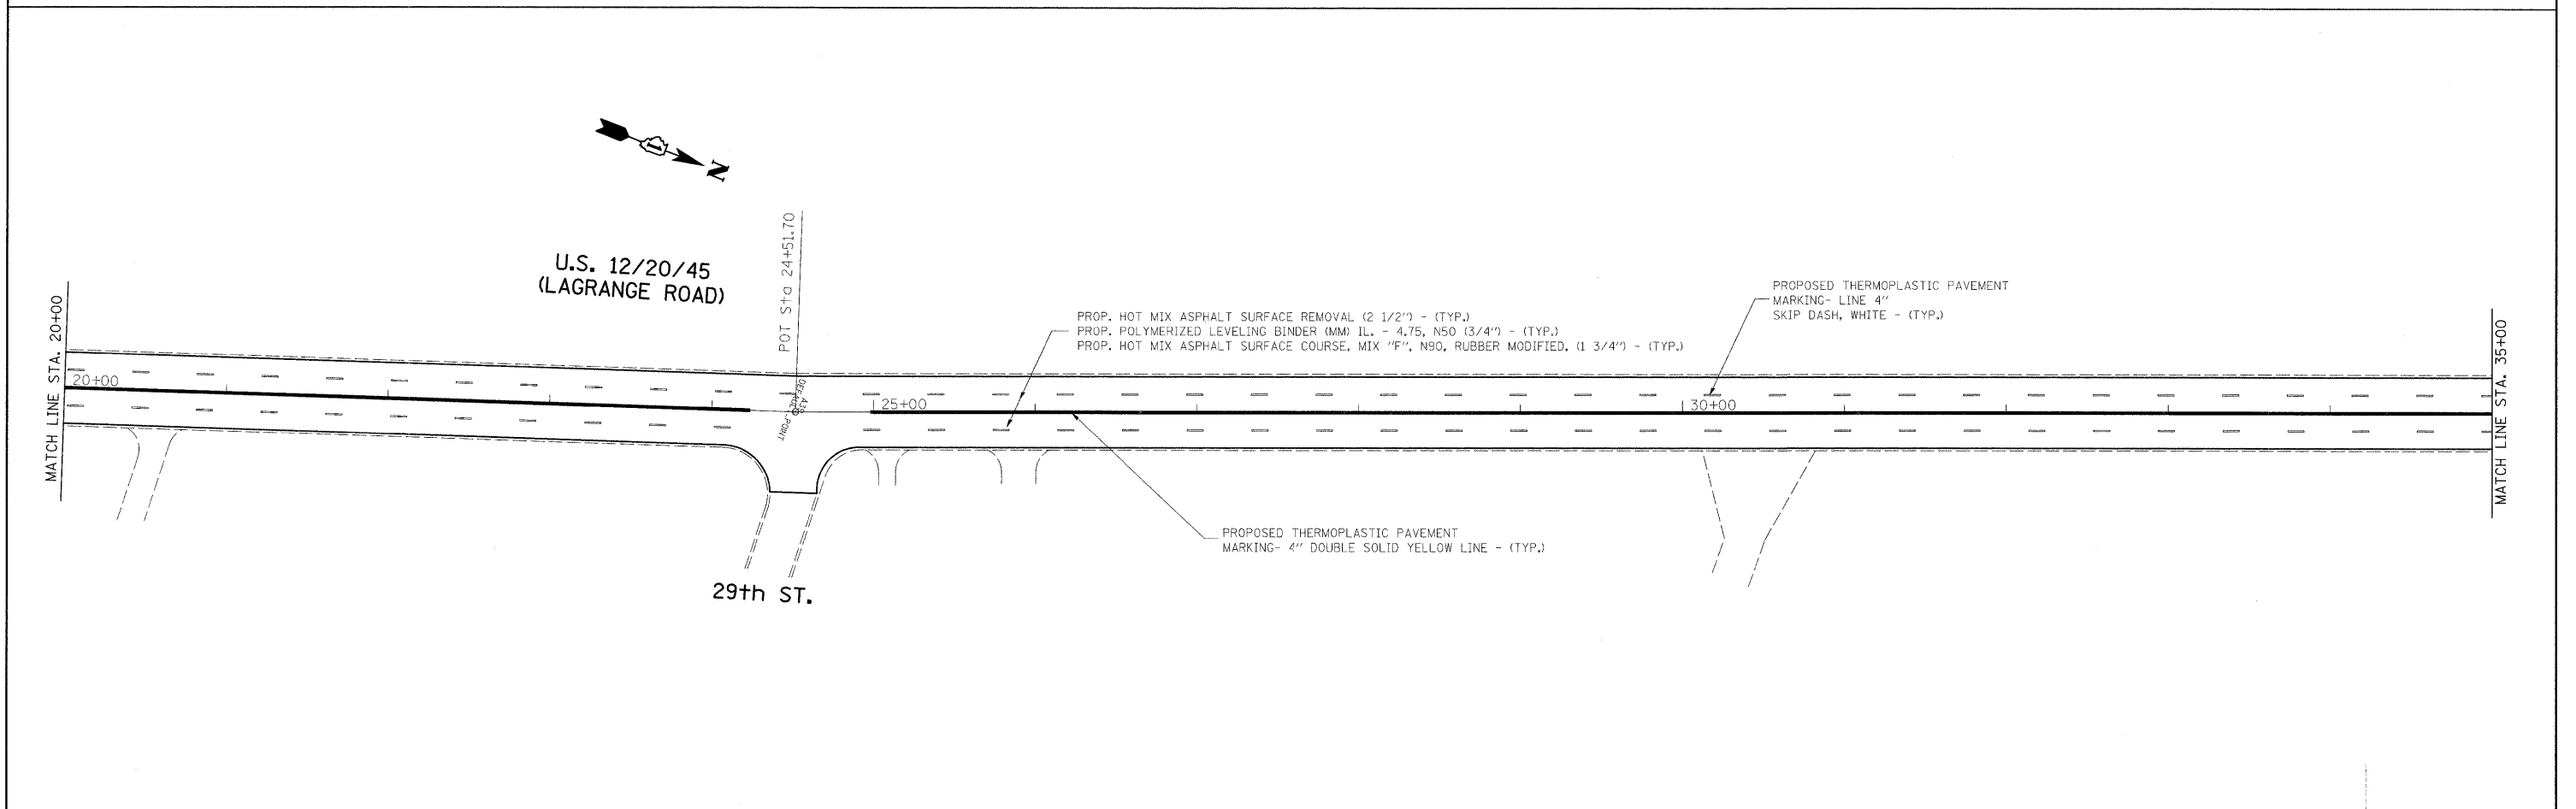 N
U.S. 12/20/45
(LAGRANGE ROAD)
POT Sta 24+51.70
MATCH LINE STA. 20+00
20+00
PROP. HOT MIX ASPHALT SURFACE REMOVAL (2 1/2") - (TYP.)
PROP. POLYMERIZED LEVELING BINDER (MM) IL. - 4.75, N50 (3/4") - (TYP.)
PROP. HOT MIX ASPHALT SURFACE COURSE, MIX "F", N90, RUBBER MODIFIED, (1 3/4") - (TYP.)
PROPOSED THERMOPLASTIC PAVEMENT
MARKING- LINE 4"
SKIP DASH, WHITE - (TYP.)
25+00
30+00
MATCH LINE STA. 35+00
PROPOSED THERMOPLASTIC PAVEMENT
MARKING- 4" DOUBLE SOLID YELLOW LINE - (TYP.)
29th ST.